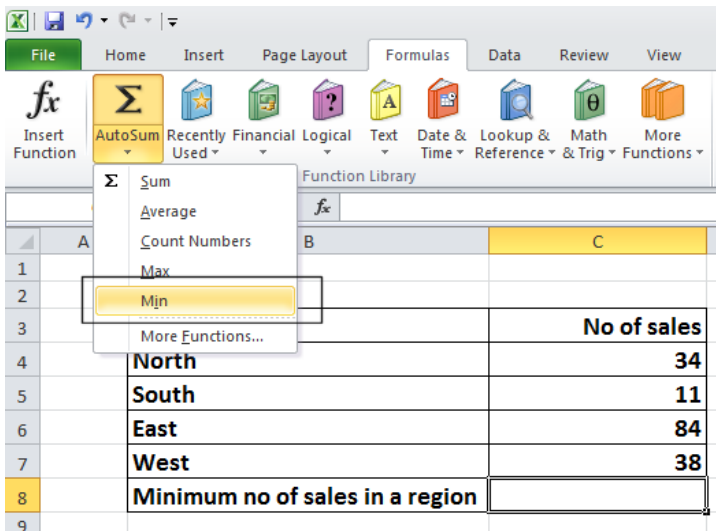 File Home Insert Page Layout Formulas Data Review View
fx Σ ? A θ
Insert Function AutoSum Recently Used Financial Logical Text Date & Time Lookup & Reference Math & Trig More Functions
Function Library
Σ Sum
Average
Count Numbers
Max
Min
More Functions...
fx
A B C
1
2
3 No of sales
4 North 34
5 South 11
6 East 84
7 West 38
8 Minimum no of sales in a region
9